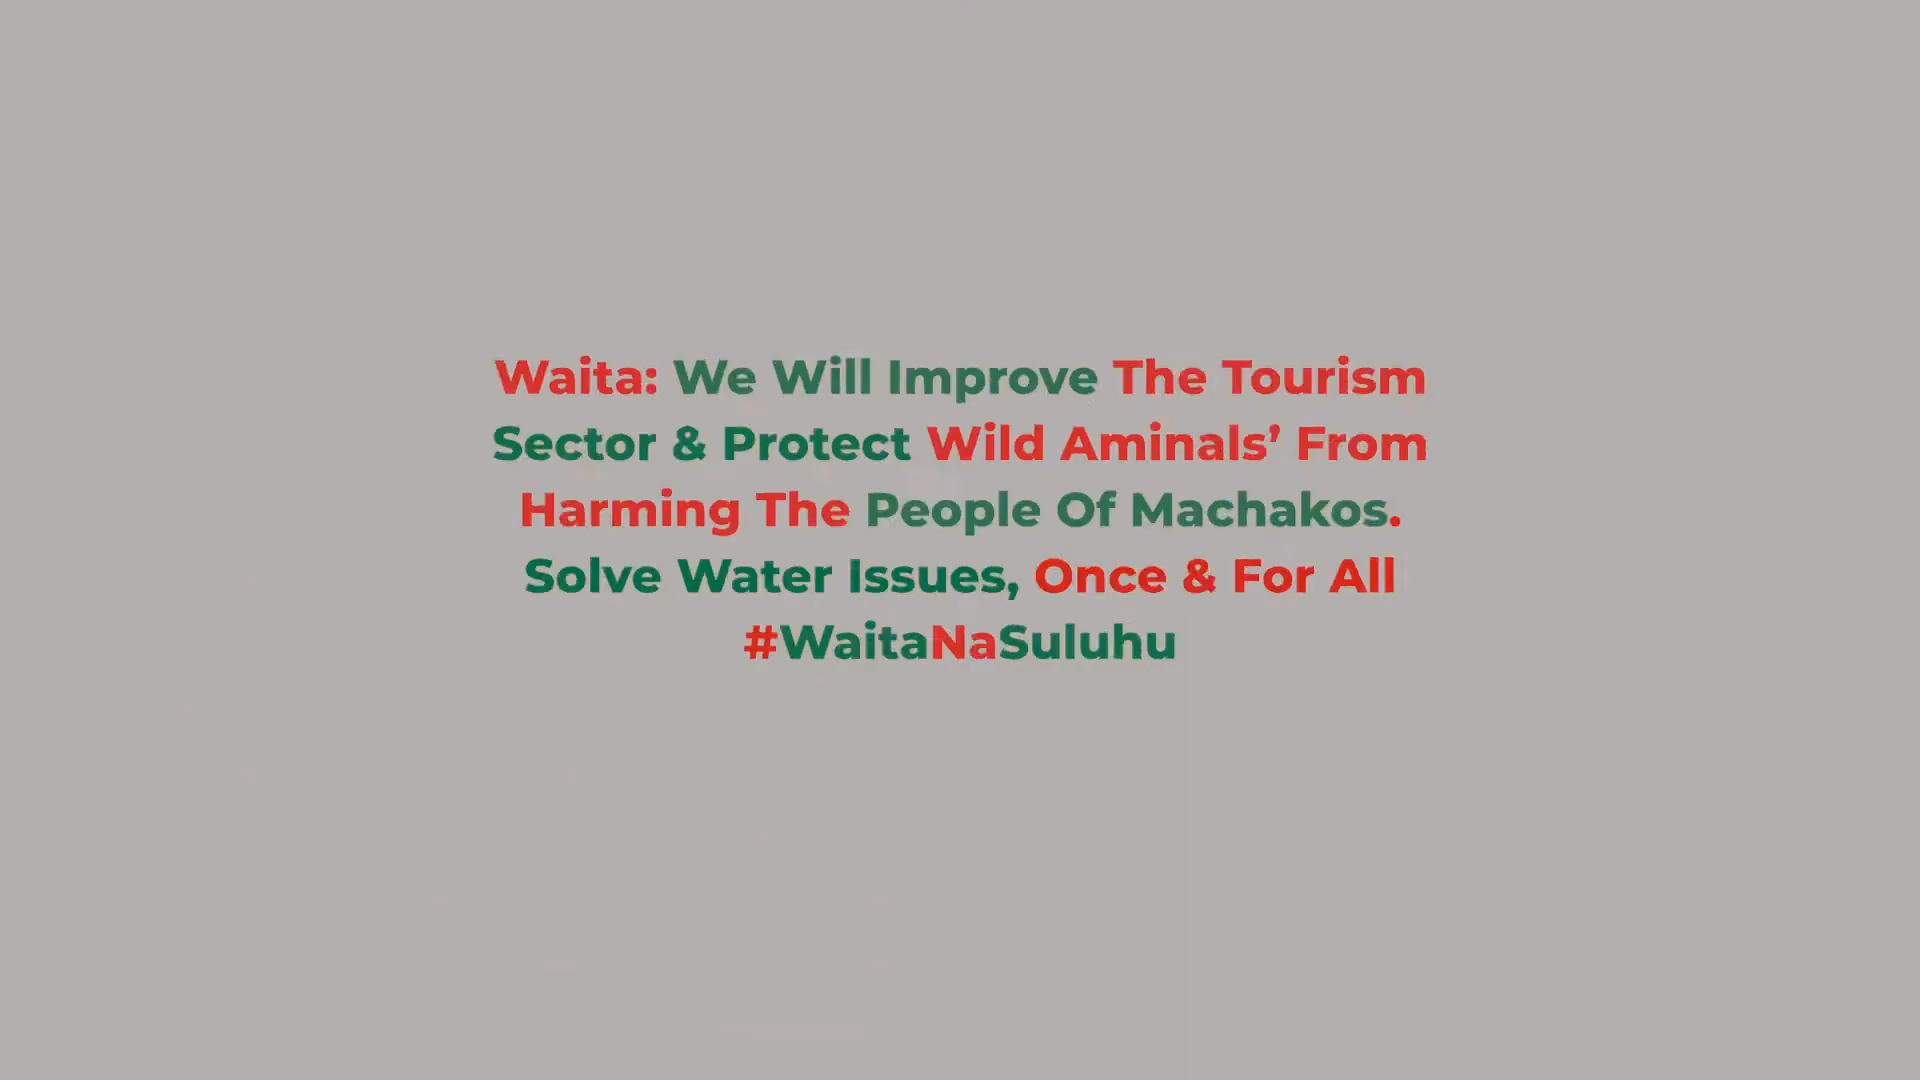 Waita: We Will Improve The Tourism
Sector & Protect Wild Aminals’ From
Harming The People Of Machakos.
Solve Water Issues, Once & For All
#WaitaNaSuluhu